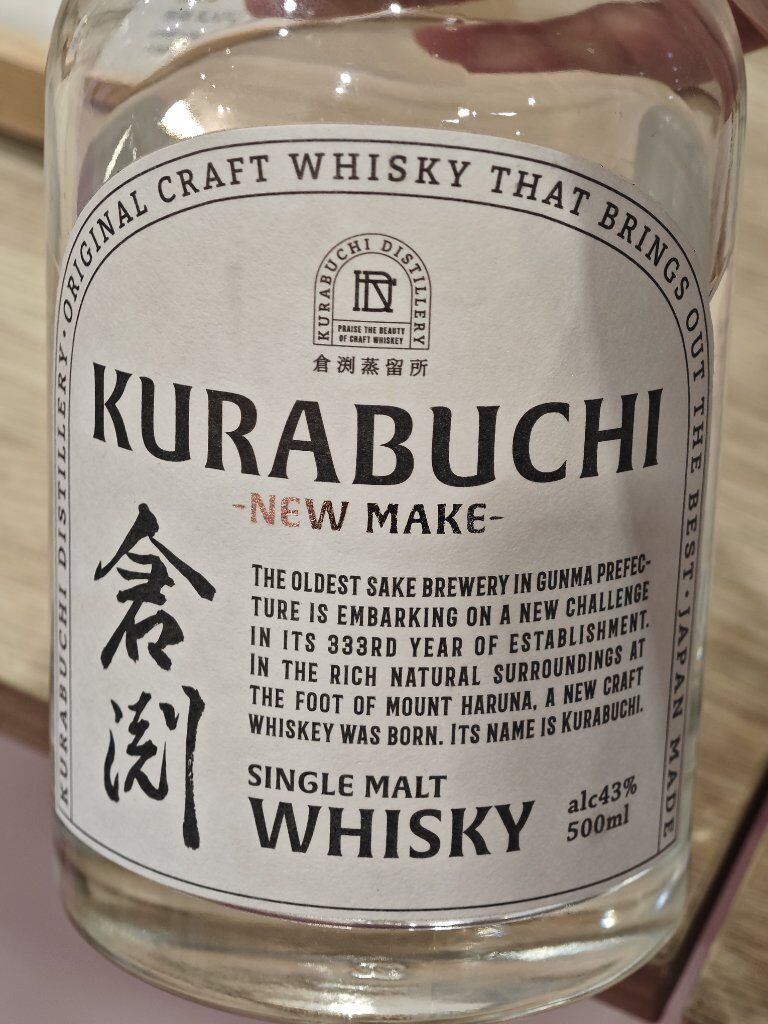 KURABUCHI DISTILLERY · ORIGINAL CRAFT WHISKY THAT BRINGS OUT THE BEST · JAPAN MADE
KURABUCHI DISTILLERY
PRAISE THE BEAUTY
OF CRAFT WHISKEY
倉渕蒸留所
KURABUCHI
-NEW MAKE-
倉渕
THE OLDEST SAKE BREWERY IN GUNMA PREFEC-
TURE IS EMBARKING ON A NEW CHALLENGE
IN ITS 333RD YEAR OF ESTABLISHMENT.
IN THE RICH NATURAL SURROUNDINGS AT
THE FOOT OF MOUNT HARUNA, A NEW CRAFT
WHISKEY WAS BORN. ITS NAME IS KURABUCHI.
SINGLE MALT
WHISKY
alc43%
500ml